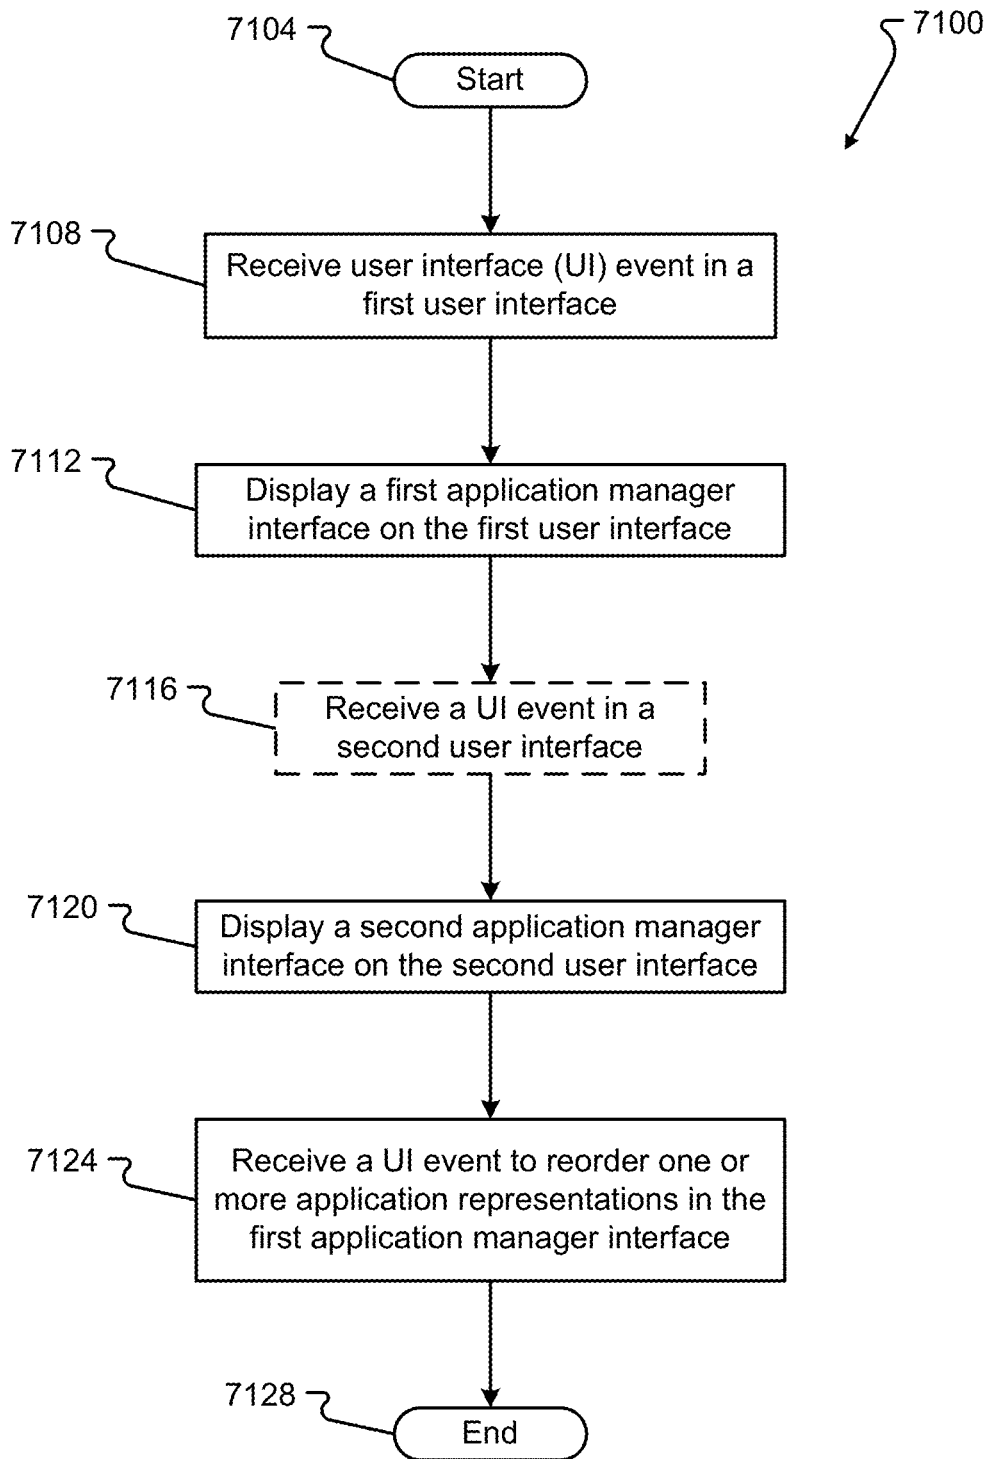 7100
7104
Start
7108
Receive user interface (UI) event in a
first user interface
7112
Display a first application manager
interface on the first user interface
7116
Receive a UI event in a
second user interface
7120
Display a second application manager
interface on the second user interface
7124
Receive a UI event to reorder one or
more application representations in the
first application manager interface
7128
End